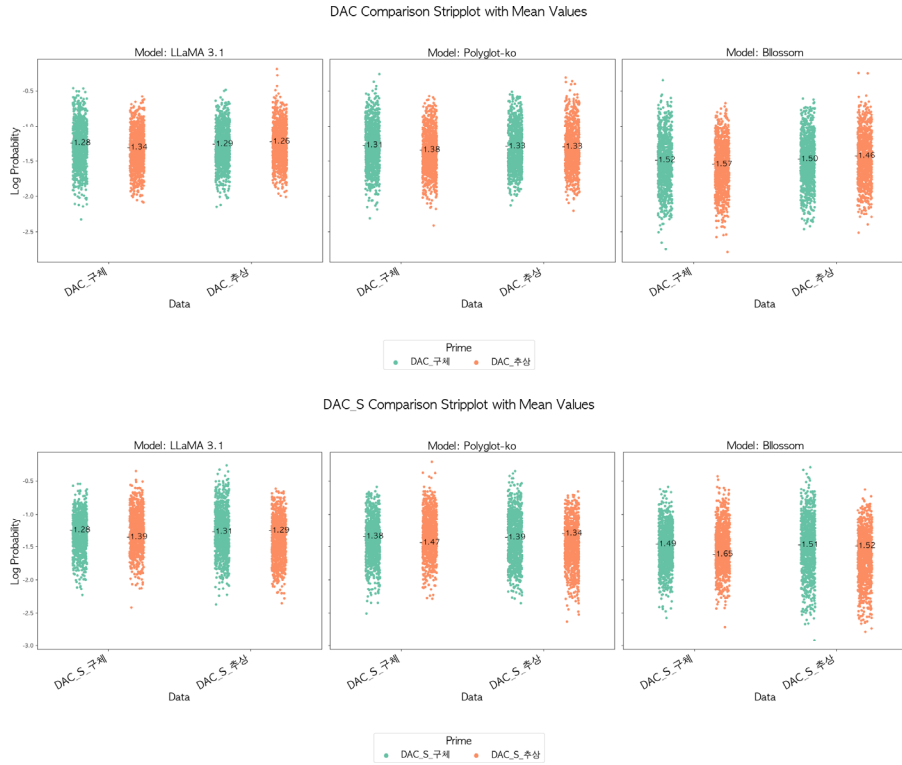 DAC Comparison Stripplot with Mean Values
Model: LLaMA 3.1
Model: Polyglot-ko
Model: Bllossom
Log Probability
-0.5
-1.0
-1.5
-2.0
-2.5
-1.28
-1.34
-1.29
-1.26
-1.31
-1.38
-1.33
-1.33
-1.52
-1.57
-1.50
-1.46
DAC_구체
DAC_추상
DAC_구체
DAC_추상
DAC_구체
DAC_추상
Data
Data
Data
Prime
DAC_구체 DAC_추상
DAC_S Comparison Stripplot with Mean Values
Model: LLaMA 3.1
Model: Polyglot-ko
Model: Bllossom
Log Probability
-0.5
-1.0
-1.5
-2.0
-2.5
-3.0
-1.28
-1.39
-1.31
-1.29
-1.38
-1.47
-1.39
-1.34
-1.49
-1.65
-1.51
-1.52
DAC_S_구체
DAC_S_추상
DAC_S_구체
DAC_S_추상
DAC_S_구체
DAC_S_추상
Data
Data
Data
Prime
DAC_S_구체 DAC_S_추상